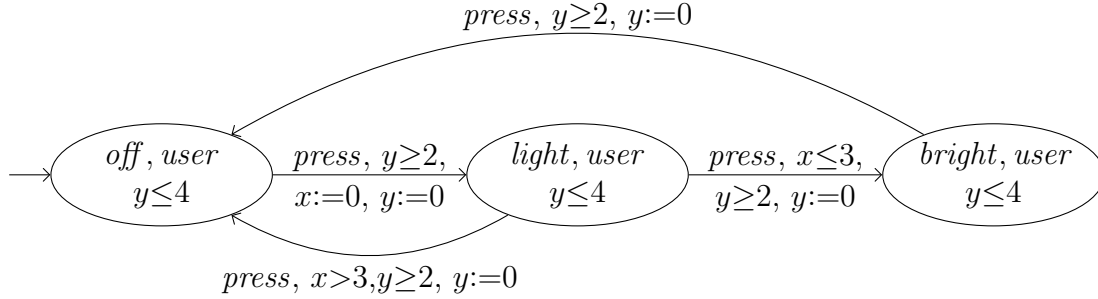 press, y≥2, y:=0
off, user
y≤4
press, y≥2,
x:=0, y:=0
light, user
y≤4
press, x≤3,
y≥2, y:=0
bright, user
y≤4
press, x>3,y≥2, y:=0